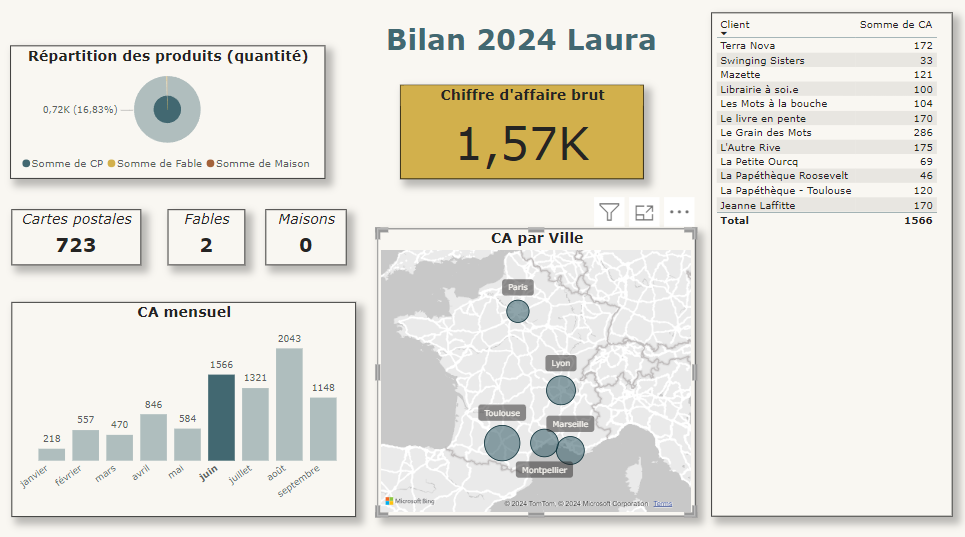 Bilan 2024 Laura
Répartition des produits (quantité)
0,72K (16,83%)
Somme de CP Somme de Fable Somme de Maison
Chiffre d'affaire brut
1,57K
Cartes postales
723
Fables
2
Maisons
0
CA mensuel
218
557
470
846
584
1566
1321
2043
1148
janvier
février
mars
avril
mai
juin
juillet
août
septembre
CA par Ville
Paris
Lyon
Toulouse
Marseille
Montpellier
Microsoft Bing
© 2024 TomTom, © 2024 Microsoft Corporation Terms
Client Somme de CA
Terra Nova 172
Swinging Sisters 33
Mazette 121
Librairie à soi.e 100
Les Mots à la bouche 104
Le livre en pente 170
Le Grain des Mots 286
L'Autre Rive 175
La Petite Ourcq 69
La Papéthèque Roosevelt 46
La Papéthèque - Toulouse 120
Jeanne Laffitte 170
Total 1566